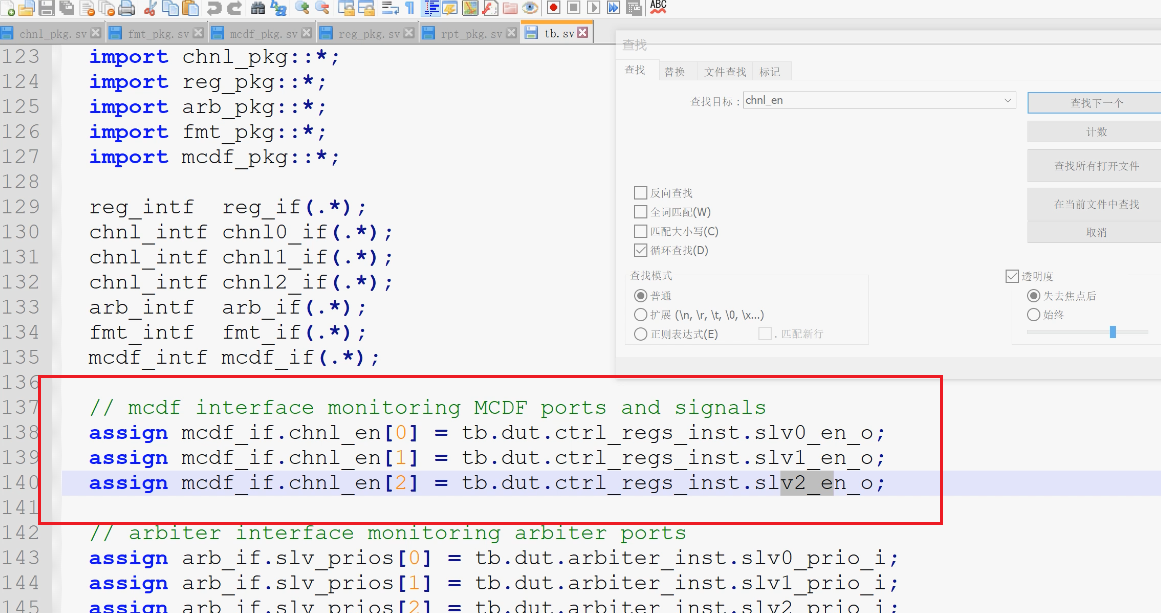 ABC
chnl_pkg.sv fmt_pkg.sv mcdf_pkg.sv reg_pkg.sv rpt_pkg.sv tb.sv
123 import chnl_pkg::*;
124 import reg_pkg::*;
125 import arb_pkg::*;
126 import fmt_pkg::*;
127 import mcdf_pkg::*;
128
129 reg_intf reg_if(.*);
130 chnl_intf chnl0_if(.*);
131 chnl_intf chnl1_if(.*);
132 chnl_intf chnl2_if(.*);
133 arb_intf arb_if(.*);
134 fmt_intf fmt_if(.*);
135 mcdf_intf mcdf_if(.*);
136
137 // mcdf interface monitoring MCDF ports and signals
138 assign mcdf_if.chnl_en[0] = tb.dut.ctrl_regs_inst.slv0_en_o;
139 assign mcdf_if.chnl_en[1] = tb.dut.ctrl_regs_inst.slv1_en_o;
140 assign mcdf_if.chnl_en[2] = tb.dut.ctrl_regs_inst.slv2_en_o;
141
142 // arbiter interface monitoring arbiter ports
143 assign arb_if.slv_prios[0] = tb.dut.arbiter_inst.slv0_prio_i;
144 assign arb_if.slv_prios[1] = tb.dut.arbiter_inst.slv1_prio_i;
145 assign arb_if.slv_prios[2] = tb.dut.arbiter_inst.slv2_prio_i;
查找
查找 替换 文件查找 标记
查找目标： chnl_en
查找下一个
计数
查找所有打开文件
在当前文件中查找
取消
反向查找
全词匹配(W)
匹配大小写(C)
循环查找(D)
查找模式
普通
扩展 (\n, \r, \t, \0, \x...)
正则表达式(E) . 匹配新行
透明度
失去焦点后
始终